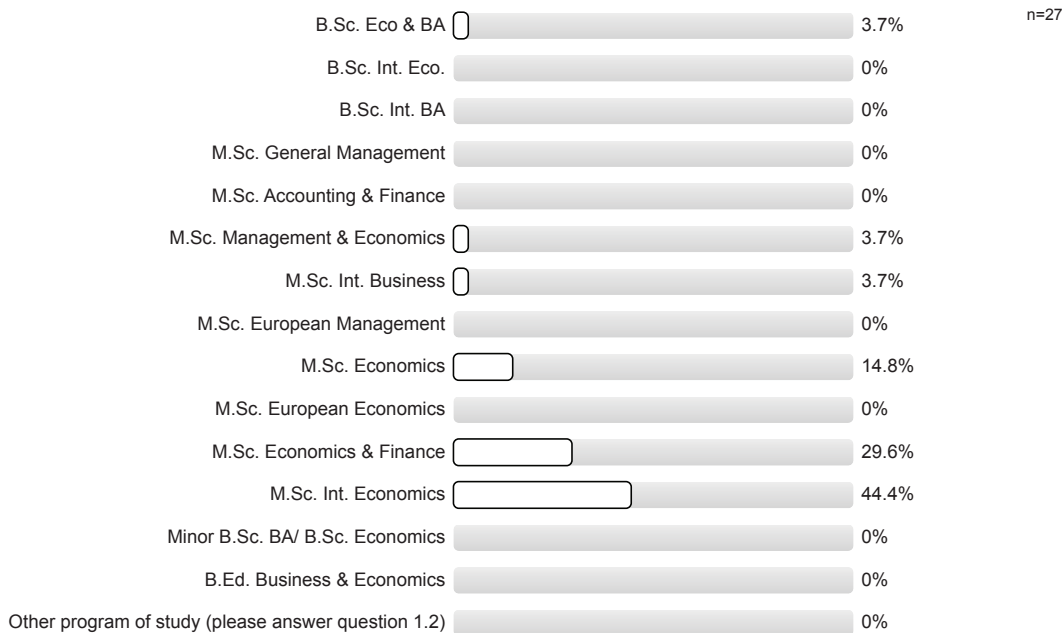 B.Sc. Eco & BA 3.7% n=27
B.Sc. Int. Eco. 0%
B.Sc. Int. BA 0%
M.Sc. General Management 0%
M.Sc. Accounting & Finance 0%
M.Sc. Management & Economics 3.7%
M.Sc. Int. Business 3.7%
M.Sc. European Management 0%
M.Sc. Economics 14.8%
M.Sc. European Economics 0%
M.Sc. Economics & Finance 29.6%
M.Sc. Int. Economics 44.4%
Minor B.Sc. BA/ B.Sc. Economics 0%
B.Ed. Business & Economics 0%
Other program of study (please answer question 1.2) 0%